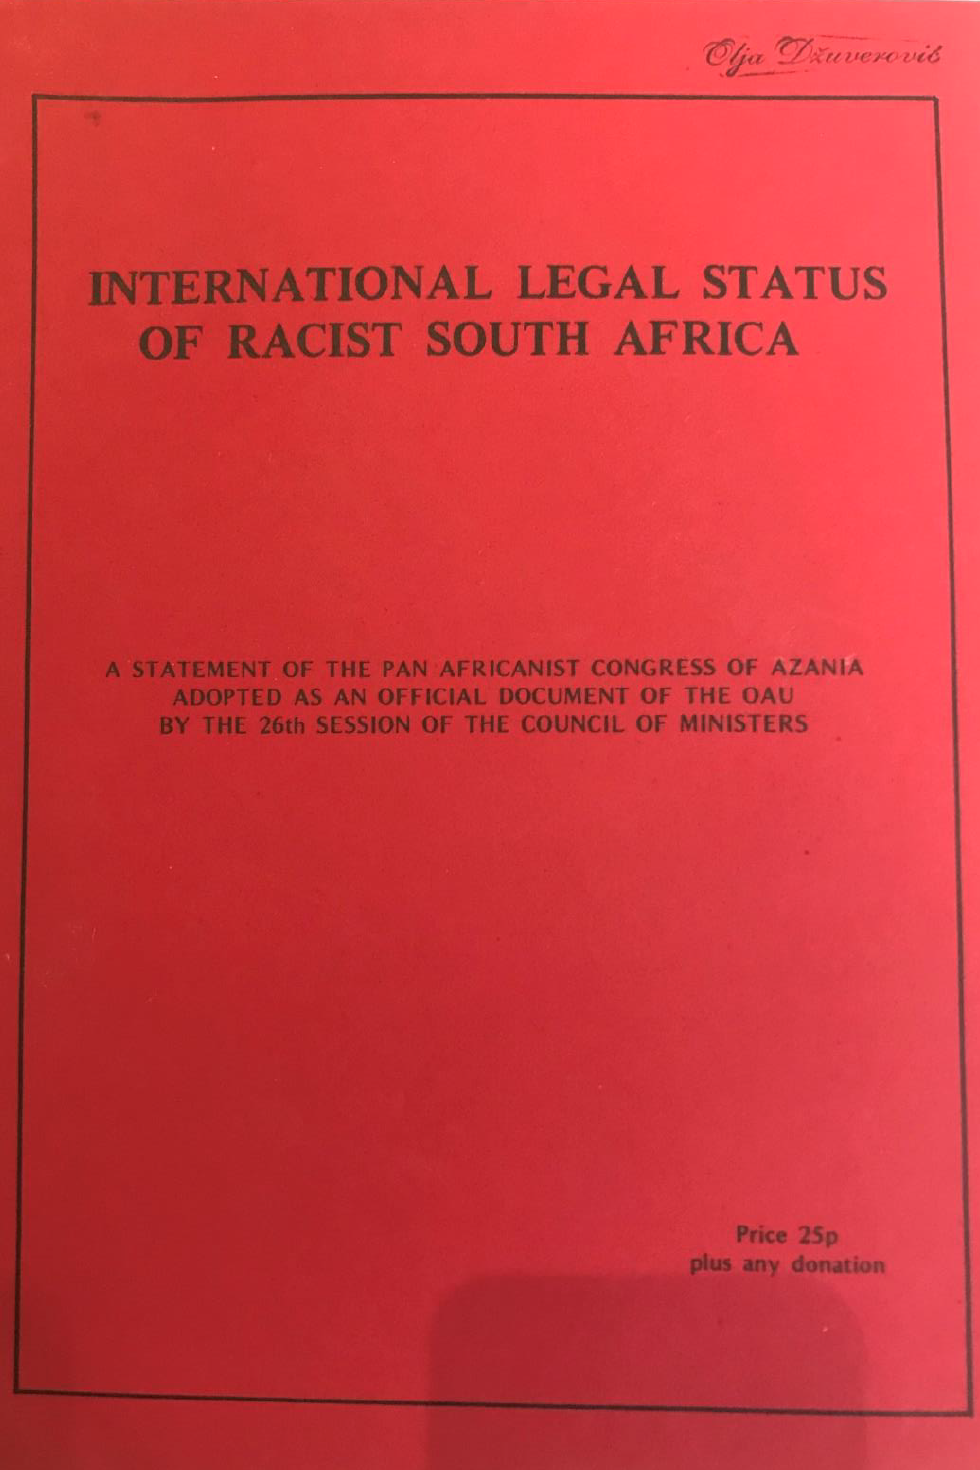 Olja Džuverović
INTERNATIONAL LEGAL STATUS
OF RACIST SOUTH AFRICA
A STATEMENT OF THE PAN AFRICANIST CONGRESS OF AZANIA
ADOPTED AS AN OFFICIAL DOCUMENT OF THE OAU
BY THE 26th SESSION OF THE COUNCIL OF MINISTERS
Price 25p
plus any donation